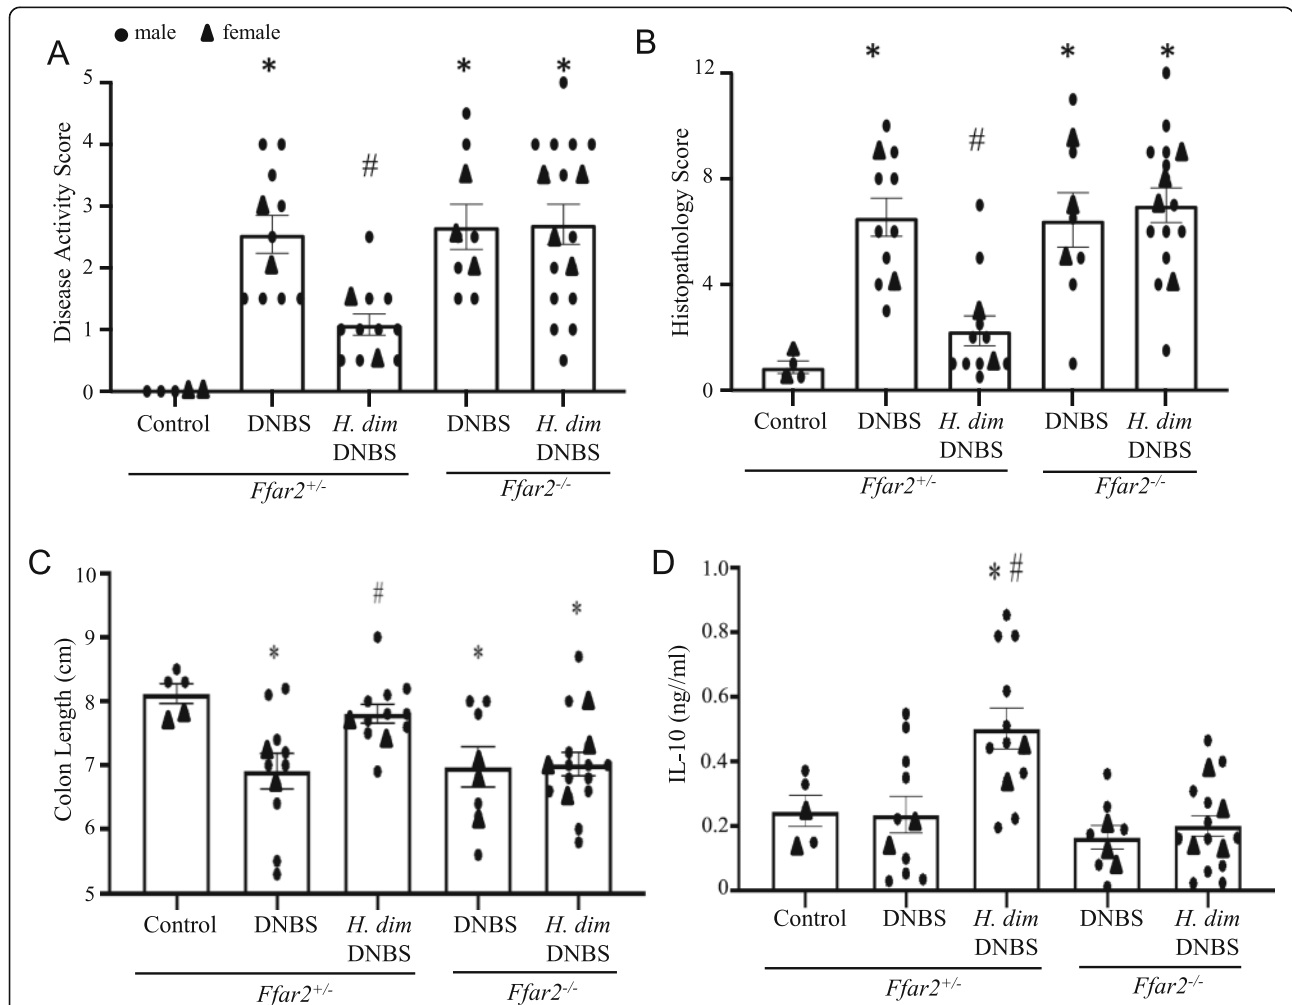 ● male ▲ female
A
*
*
*
#
Disease Activity Score
5
4
3
2
1
0
Control
DNBS
H. dim
DNBS
DNBS
H. dim
DNBS
Ffar2+/-
Ffar2-/-
B
*
*
*
#
Histopathology Score
12
8
4
0
Control
DNBS
H. dim
DNBS
DNBS
H. dim
DNBS
Ffar2+/-
Ffar2-/-
C
*
#
*
*
Colon Length (cm)
10
9
8
7
6
5
Control
DNBS
H. dim
DNBS
DNBS
H. dim
DNBS
Ffar2+/-
Ffar2-/-
D
* #
IL-10 (ng//ml)
1.0
0.8
0.6
0.4
0.2
0
Control
DNBS
H. dim
DNBS
DNBS
H. dim
DNBS
Ffar2+/-
Ffar2-/-